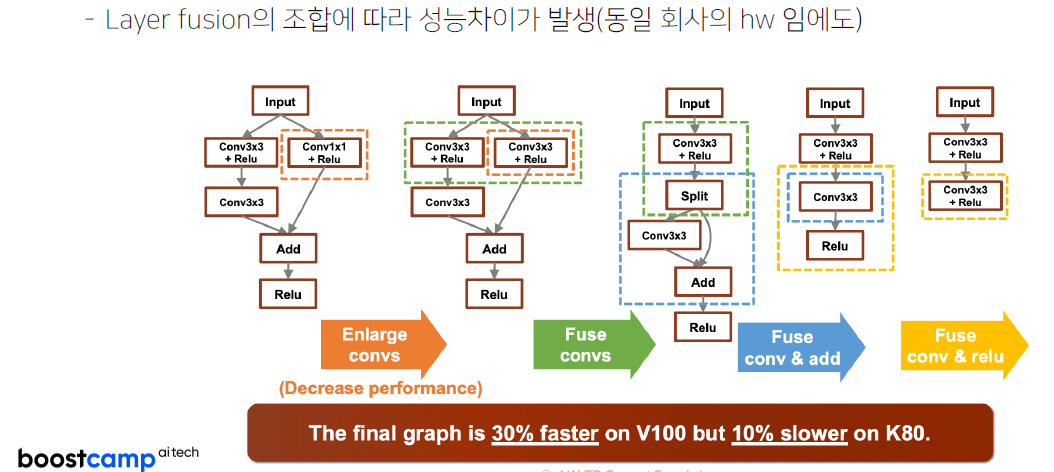 - Layer fusion의 조합에 따라 성능차이가 발생(동일 회사의 hw 임에도)
Input
Conv3x3
+ Relu
Conv1x1
+ Relu
Conv3x3
Add
Relu
Input
Conv3x3
+ Relu
Conv3x3
+ Relu
Conv3x3
Add
Relu
Input
Conv3x3
+ Relu
Split
Conv3x3
Add
Relu
Input
Conv3x3
+ Relu
Conv3x3
Relu
Input
Conv3x3
+ Relu
Conv3x3
+ Relu
Enlarge
convs
(Decrease performance)
Fuse
convs
Fuse
conv & add
Fuse
conv & relu
The final graph is 30% faster on V100 but 10% slower on K80.
boostcamp ai tech